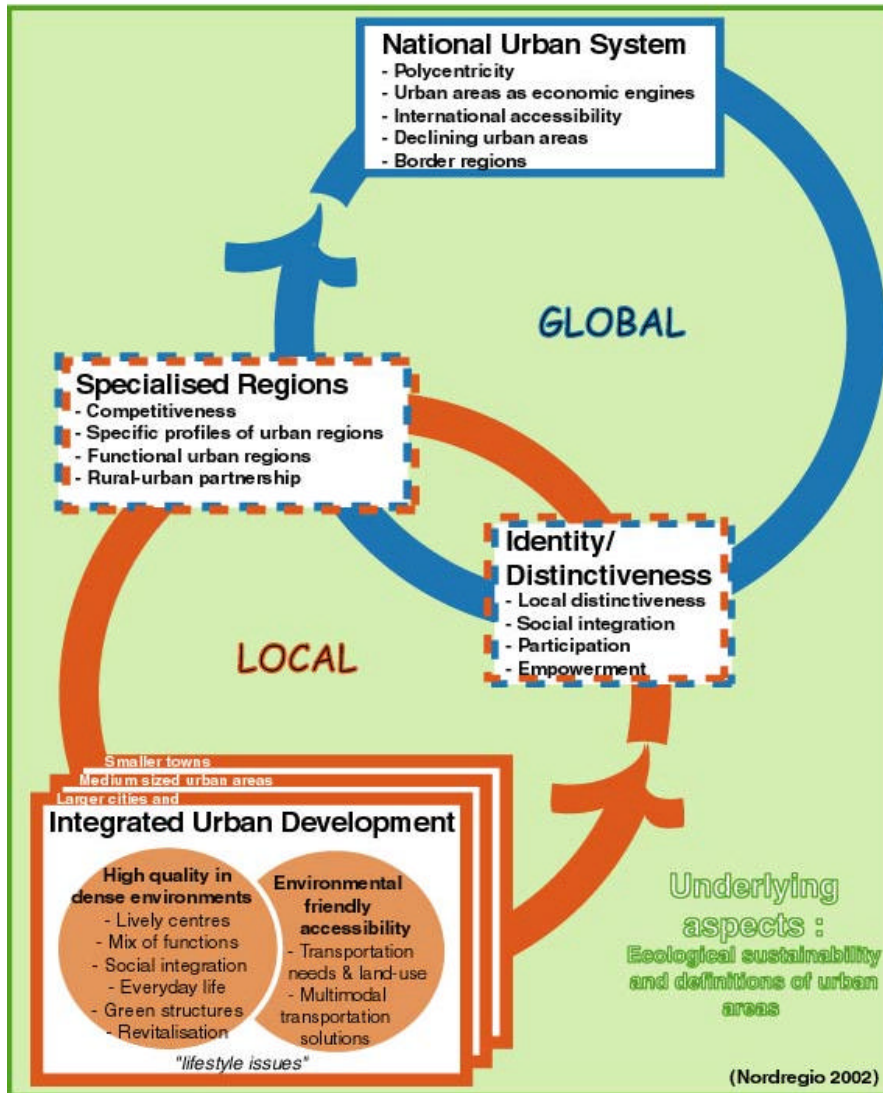 National Urban System
- Polycentricity
- Urban areas as economic engines
- International accessibility
- Declining urban areas
- Border regions
GLOBAL
Specialised Regions
- Competitiveness
- Specific profiles of urban regions
- Functional urban regions
- Rural-urban partnership
Identity/
Distinctiveness
- Local distinctiveness
- Social integration
- Participation
- Empowerment
LOCAL
Smaller towns
Medium sized urban areas
Larger cities and
Integrated Urban Development
High quality in
dense environments
- Lively centres
- Mix of functions
- Social integration
- Everyday life
- Green structures
- Revitalisation
Environmental
friendly
accessibility
- Transportation
needs & land-use
- Multimodal
transportation
solutions
"lifestyle issues"
Underlying
aspects :
Ecological sustainability
and definitions of urban
areas
(Nordregio 2002)